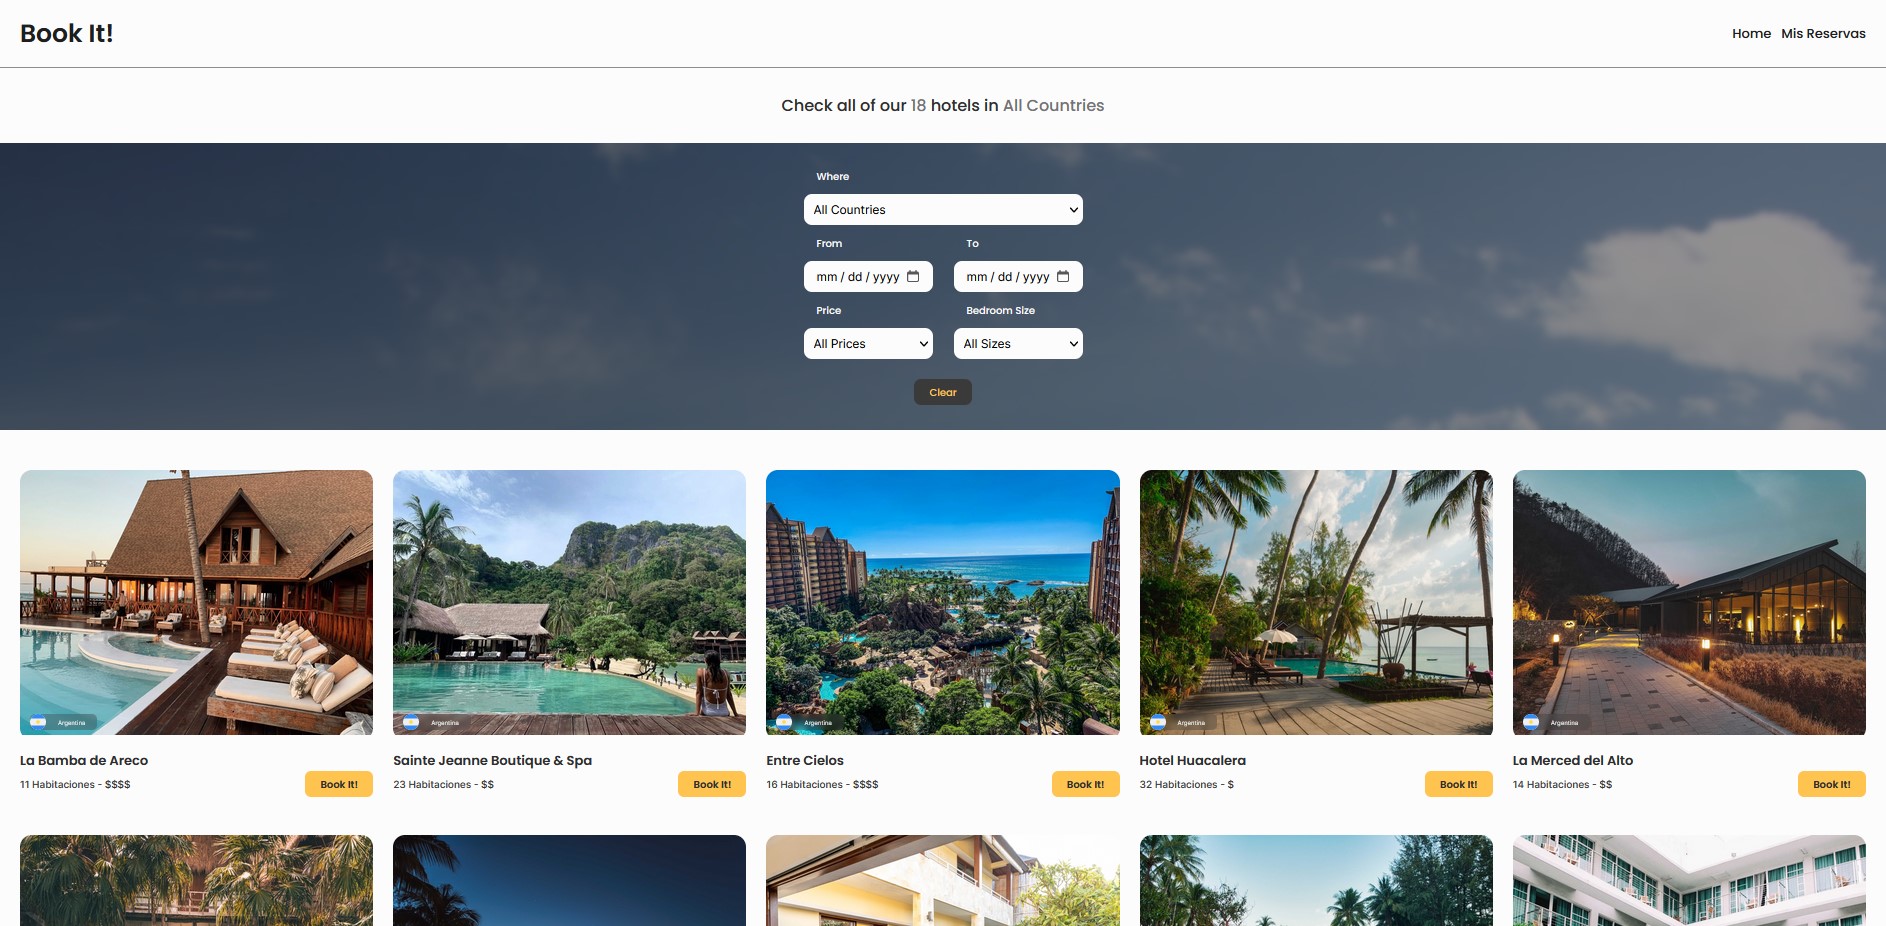 Book It!
Home Mis Reservas
Check all of our 18 hotels in All Countries
Where
All Countries
From To
mm / dd / yyyy mm / dd / yyyy
Price Bedroom Size
All Prices All Sizes
Clear
Argentina Argentina Argentina Argentina Argentina
La Bamba de Areco Sainte Jeanne Boutique & Spa Entre Cielos Hotel Huacalera La Merced del Alto
11 Habitaciones - $$$$ Book It! 23 Habitaciones - $$ Book It! 16 Habitaciones - $$$$ Book It! 32 Habitaciones - $ Book It! 14 Habitaciones - $$ Book It!